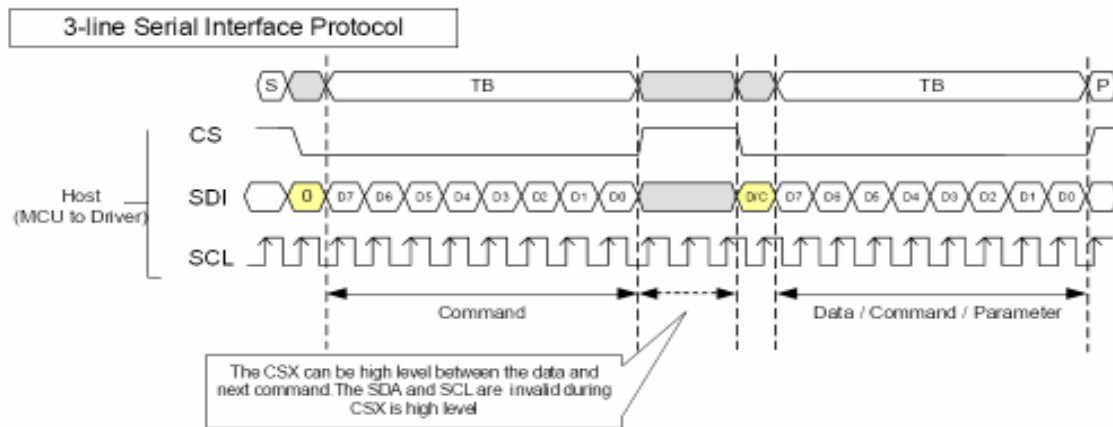 3-line Serial Interface Protocol
S TB TB P
CS
Host
(MCU to Driver)
SDI 0 D7 D6 D5 D4 D3 D2 D1 D0 D/C D7 D6 D5 D4 D3 D2 D1 D0
SCL
Command Data / Command / Parameter
The CSX can be high level between the data and
next command.The SDA and SCL are invalid during
CSX is high level